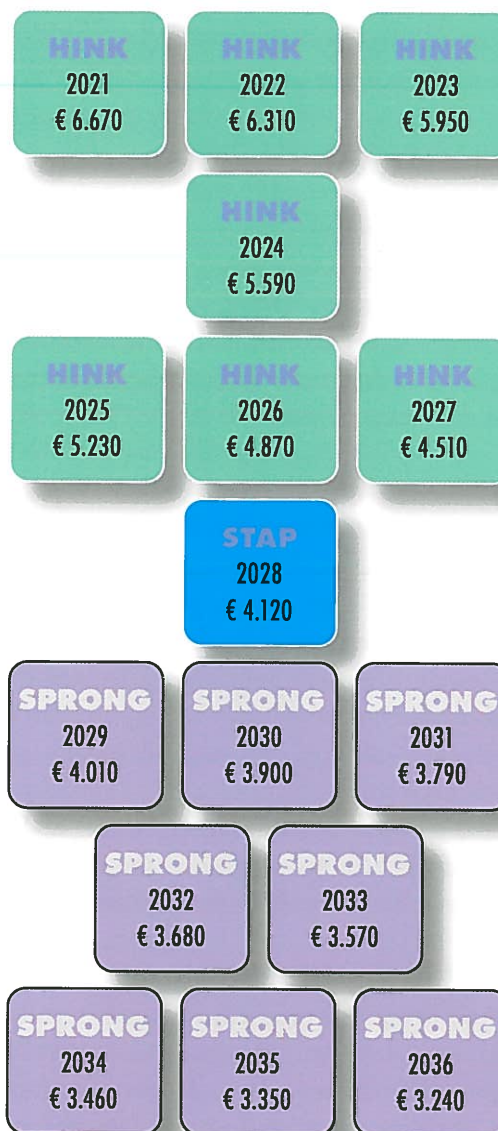 HINK
2021
€ 6.670
HINK
2022
€ 6.310
HINK
2023
€ 5.950
HINK
2024
€ 5.590
HINK
2025
€ 5.230
HINK
2026
€ 4.870
HINK
2027
€ 4.510
STAP
2028
€ 4.120
SPRONG
2029
€ 4.010
SPRONG
2030
€ 3.900
SPRONG
2031
€ 3.790
SPRONG
2032
€ 3.680
SPRONG
2033
€ 3.570
SPRONG
2034
€ 3.460
SPRONG
2035
€ 3.350
SPRONG
2036
€ 3.240